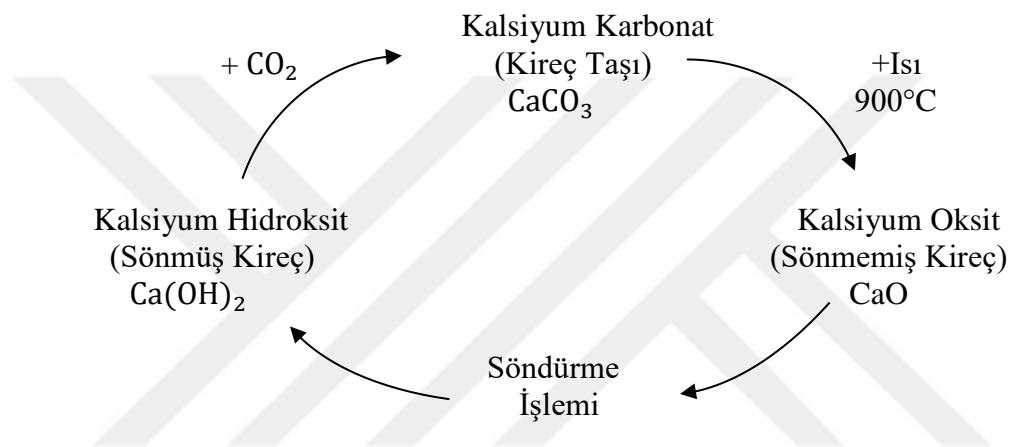 Kalsiyum Karbonat
(Kireç Taşı)
CaCO₃
+ CO₂
+Isı
900°C
Kalsiyum Hidroksit
(Sönmüş Kireç)
Ca(OH)₂
Kalsiyum Oksit
(Sönmemiş Kireç)
CaO
Söndürme
İşlemi